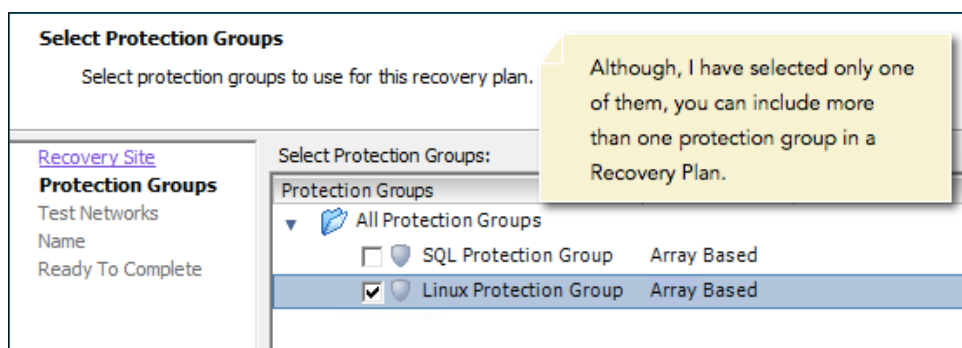 Select Protection Groups
Select protection groups to use for this recovery plan.
Although, I have selected only one
of them, you can include more
than one protection group in a
Recovery Plan.
Recovery Site
Protection Groups
Test Networks
Name
Ready To Complete
Select Protection Groups:
Protection Groups
All Protection Groups
SQL Protection Group Array Based
Linux Protection Group Array Based